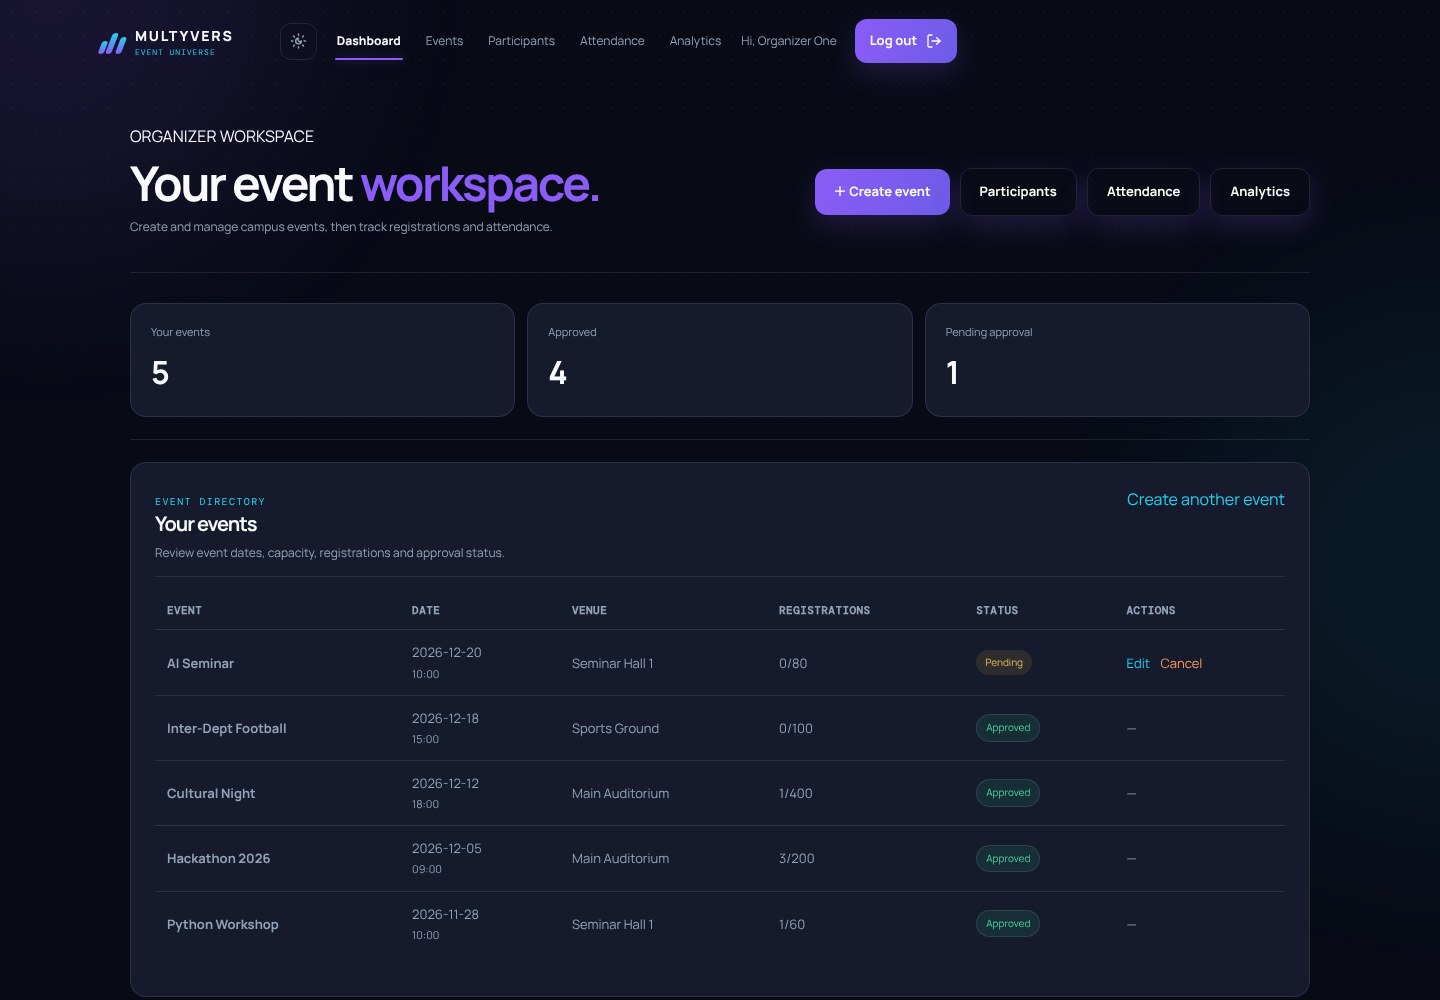 MULTYVERS
EVENT UNIVERSE
Dashboard Events Participants Attendance Analytics Hi, Organizer One Log out
ORGANIZER WORKSPACE
Your event workspace.
Create and manage campus events, then track registrations and attendance.
+ Create event Participants Attendance Analytics
Your events Approved Pending approval
5 4 1
EVENT DIRECTORY
Create another event
Your events
Review event dates, capacity, registrations and approval status.
EVENT DATE VENUE REGISTRATIONS STATUS ACTIONS
AI Seminar 2026-12-20 10:00 Seminar Hall 1 0/80 Pending Edit Cancel
Inter-Dept Football 2026-12-18 15:00 Sports Ground 0/100 Approved —
Cultural Night 2026-12-12 18:00 Main Auditorium 1/400 Approved —
Hackathon 2026 2026-12-05 09:00 Main Auditorium 3/200 Approved —
Python Workshop 2026-11-28 10:00 Seminar Hall 1 1/60 Approved —